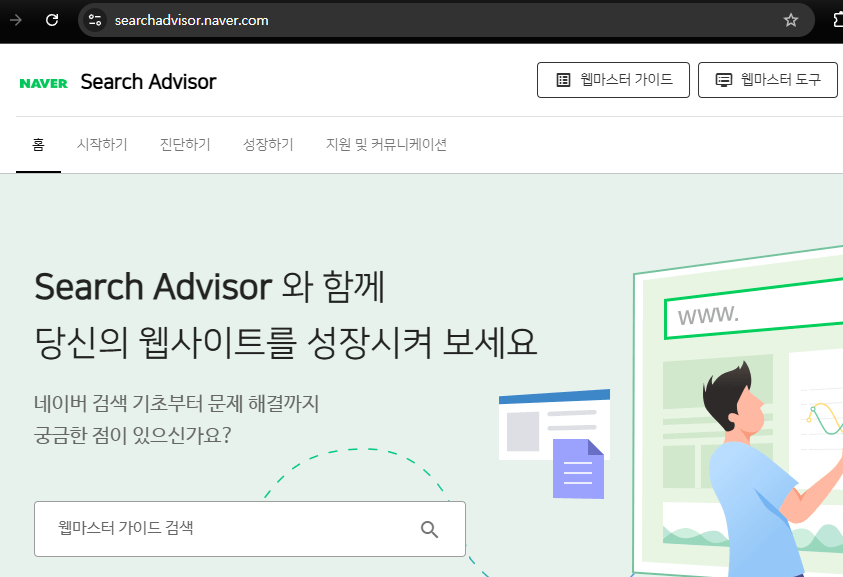 searchadvisor.naver.com
NAVER Search Advisor
웹마스터 가이드
웹마스터 도구
홈 시작하기 진단하기 성장하기 지원 및 커뮤니케이션
Search Advisor 와 함께
당신의 웹사이트를 성장시켜 보세요
네이버 검색 기초부터 문제 해결까지
궁금한 점이 있으신가요?
www.
웹마스터 가이드 검색